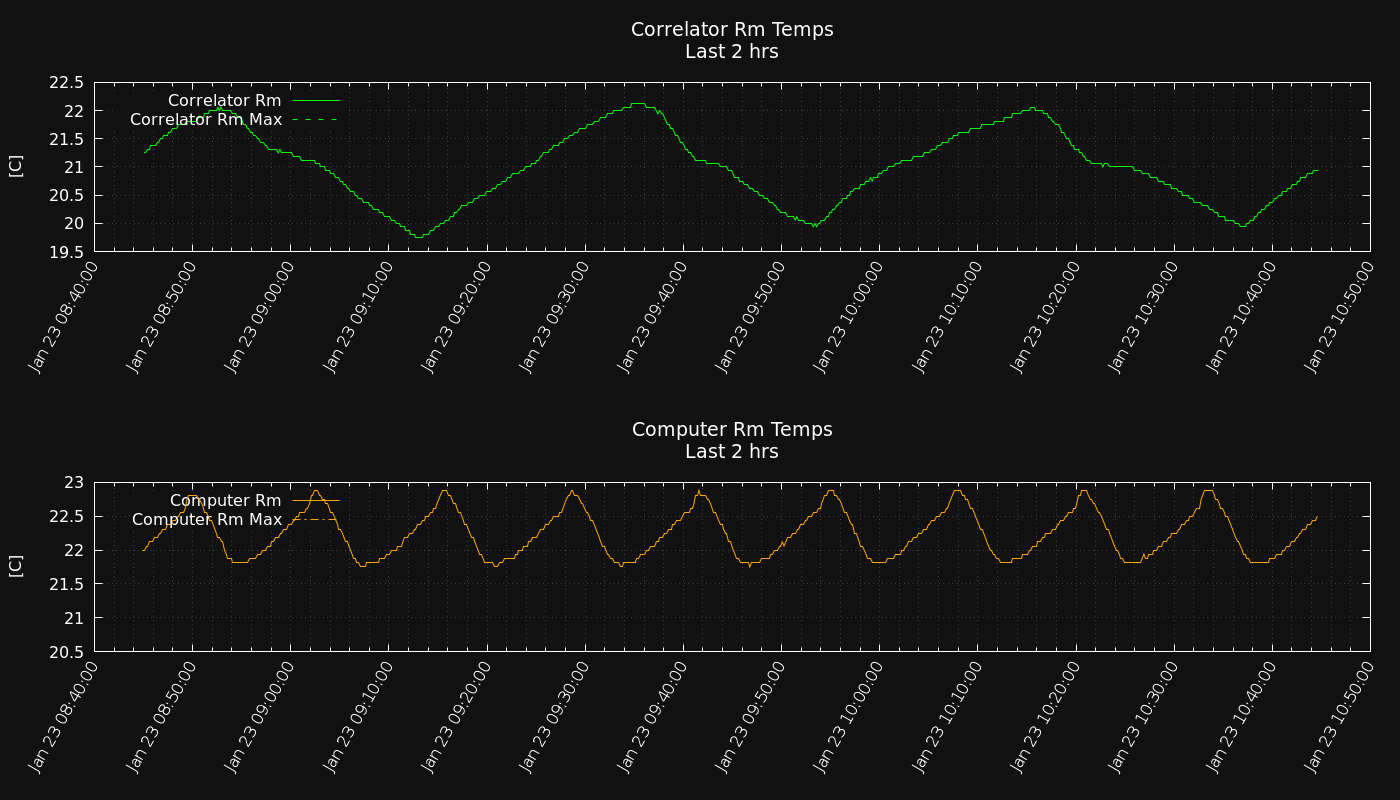 Correlator Rm Temps
Last 2 hrs
22.5
22
21.5
21
20.5
20
19.5
[C]
Correlator Rm
Correlator Rm Max
Jan 23 08:40:00
Jan 23 08:50:00
Jan 23 09:00:00
Jan 23 09:10:00
Jan 23 09:20:00
Jan 23 09:30:00
Jan 23 09:40:00
Jan 23 09:50:00
Jan 23 10:00:00
Jan 23 10:10:00
Jan 23 10:20:00
Jan 23 10:30:00
Jan 23 10:40:00
Jan 23 10:50:00
Computer Rm Temps
Last 2 hrs
23
22.5
22
21.5
21
20.5
[C]
Computer Rm
Computer Rm Max
Jan 23 08:40:00
Jan 23 08:50:00
Jan 23 09:00:00
Jan 23 09:10:00
Jan 23 09:20:00
Jan 23 09:30:00
Jan 23 09:40:00
Jan 23 09:50:00
Jan 23 10:00:00
Jan 23 10:10:00
Jan 23 10:20:00
Jan 23 10:30:00
Jan 23 10:40:00
Jan 23 10:50:00